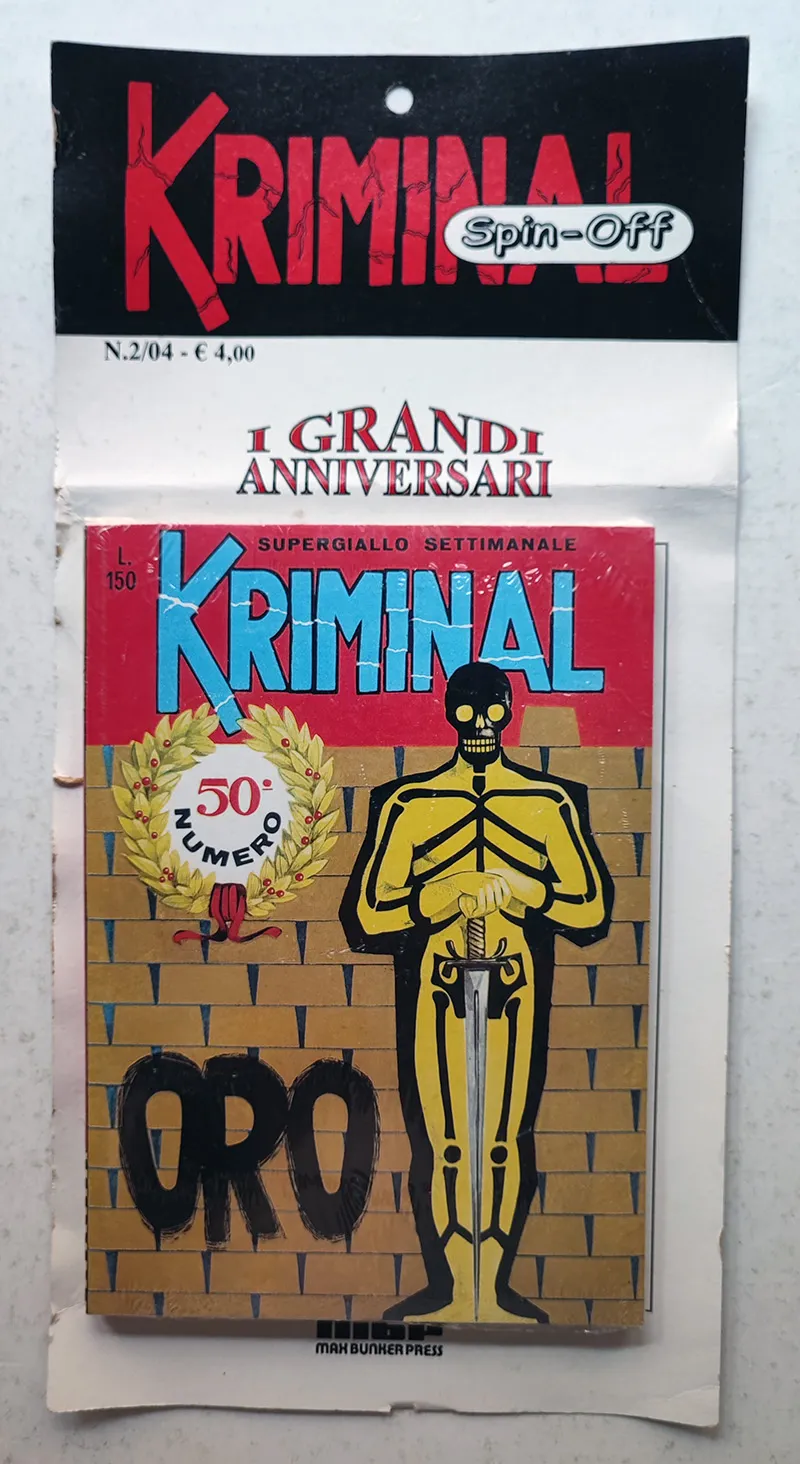 KRIMINAL
Spin-Off
N.2/04 - € 4,00
I GRANDI
ANNIVERSARI
L.
150
SUPERGIALLO SETTIMANALE
KRIMINAL
50°
NUMERO
ORO
MAX BUNKER PRESS